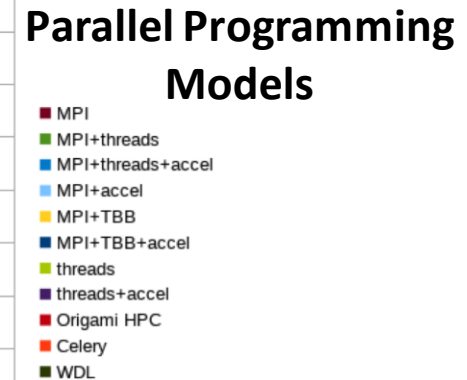 Parallel Programming
Models
MPI
MPI+threads
MPI+threads+accel
MPI+accel
MPI+TBB
MPI+TBB+accel
threads
threads+accel
Origami HPC
Celery
WDL